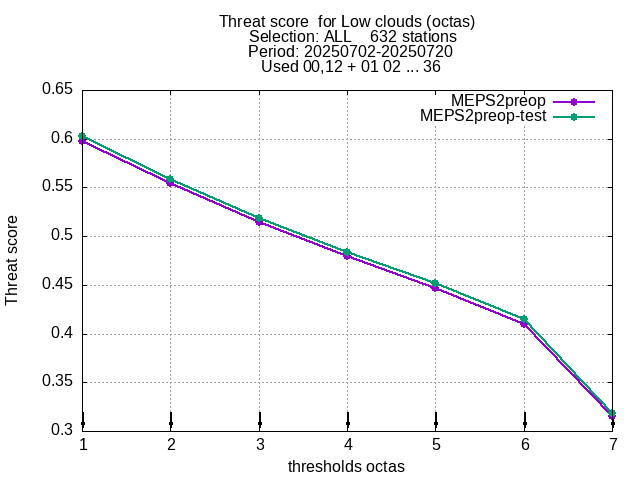 Threat score  for Low clouds (octas)
Selection: ALL    632 stations
Period: 20250702-20250720
Used 00,12 + 01 02 ... 36
MEPS2preop
MEPS2preop-test
0.65
0.6
0.55
0.5
0.45
0.4
0.35
0.3
Threat score
1 2 3 4 5 6 7
thresholds octas